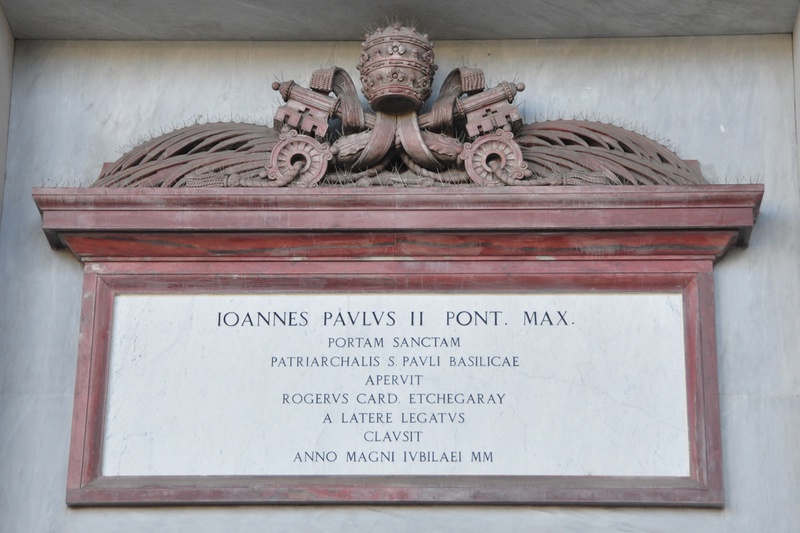 IOANNES PAVLVS II PONT. MAX.
PORTAM SANCTAM
PATRIARCHALIS S. PAVLI BASILICAE
APERVIT
ROGERVS CARD. ETCHEGARAY
A LATERE LEGATVS
CLAVSIT
ANNO MAGNI IVBILAEI MM